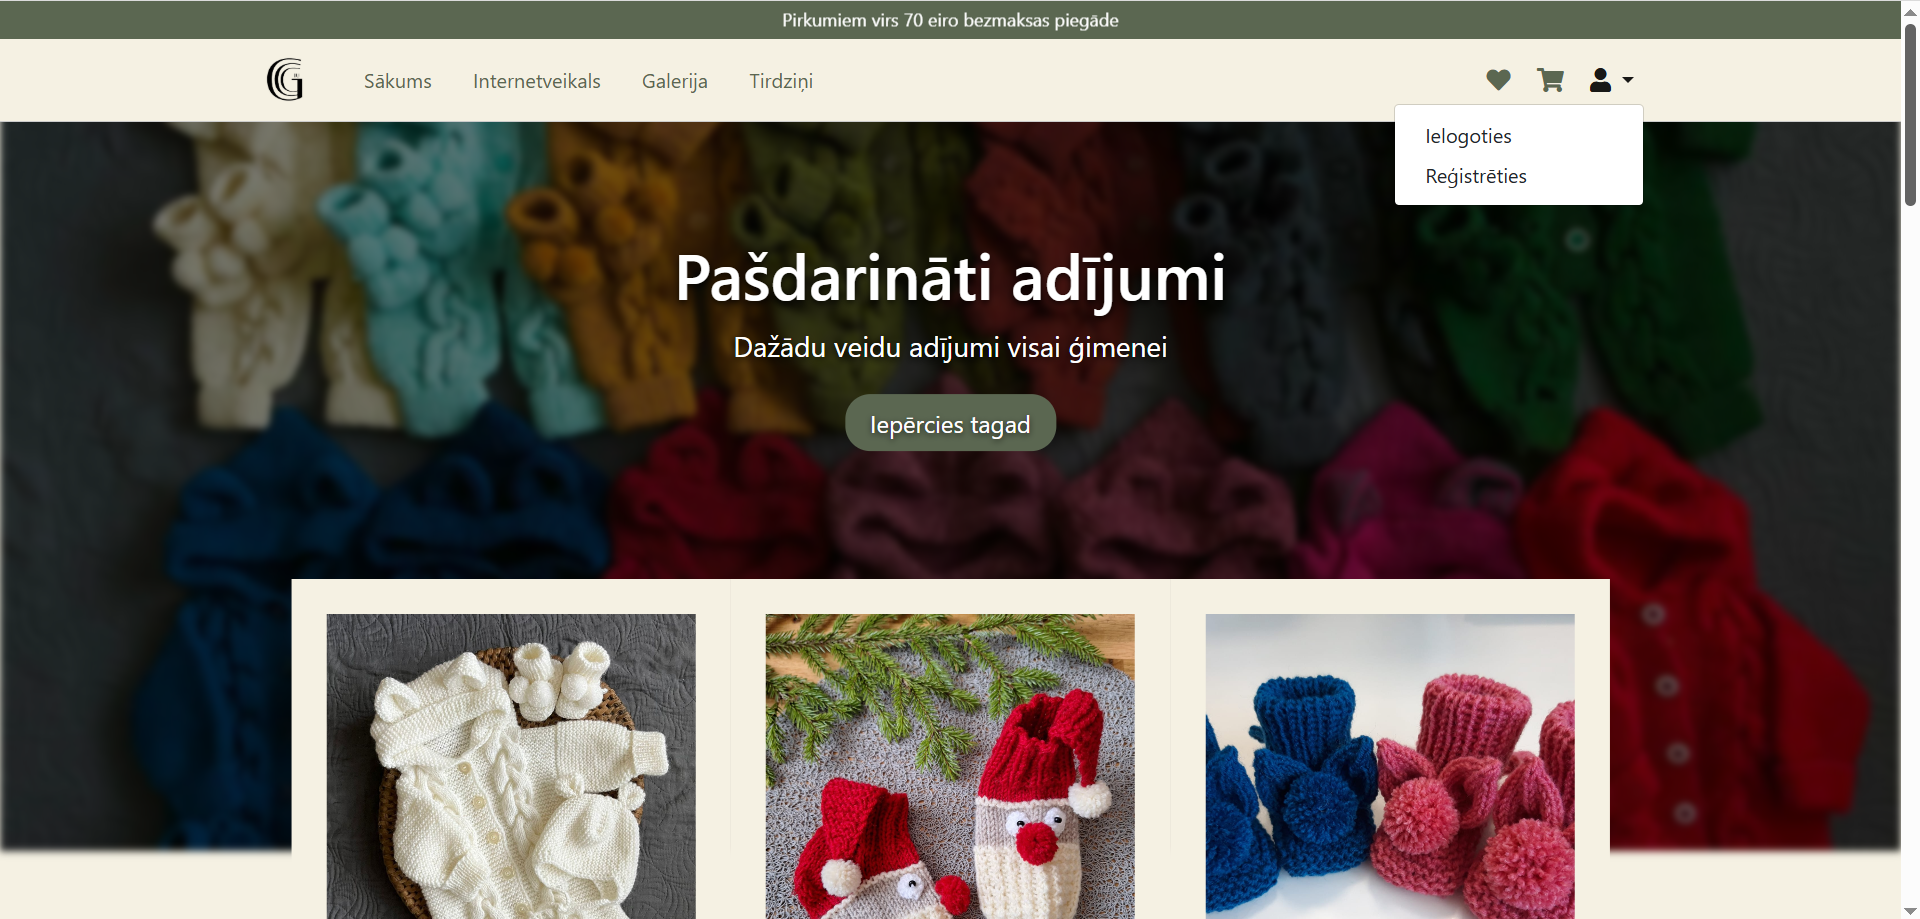 Pirkumiem virs 70 eiro bezmaksas piegāde
Sākums Internetveikals Galerija Tirdziņi
Ielogoties
Reģistrēties
Pašdarināti adījumi
Dažādu veidu adījumi visai ģimenei
Iepērcies tagad